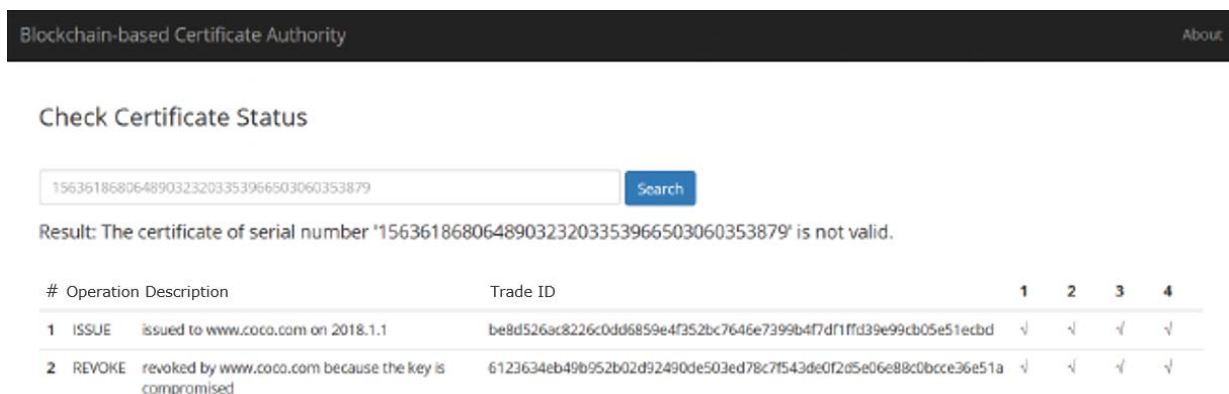 Blockchain-based Certificate Authority About
Check Certificate Status
156361868064890323203353966503060353879 Search
Result: The certificate of serial number '156361868064890323203353966503060353879' is not valid.
# Operation Description Trade ID 1 2 3 4
1 ISSUE issued to www.coco.com on 2018.1.1 be8d526ac8226c0dd6859e4f352bc7646e7399b4f7df1ffd39e99cb05e51ecbd √ √ √ √
2 REVOKE revoked by www.coco.com because the key is 6123634eb49b952b02d92490de503ed78c7f543de0f2d5e06e88c0bcce36e51a √ √ √ √
compromised